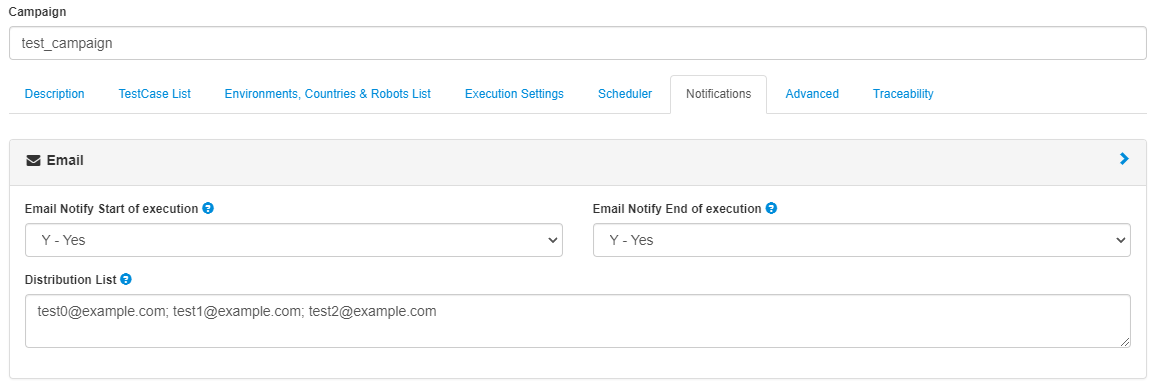 Campaign
test_campaign
Description TestCase List Environments, Countries & Robots List Execution Settings Scheduler Notifications Advanced Traceability
Email
Email Notify Start of execution Email Notify End of execution
Y - Yes Y - Yes
Distribution List
test0@example.com; test1@example.com; test2@example.com